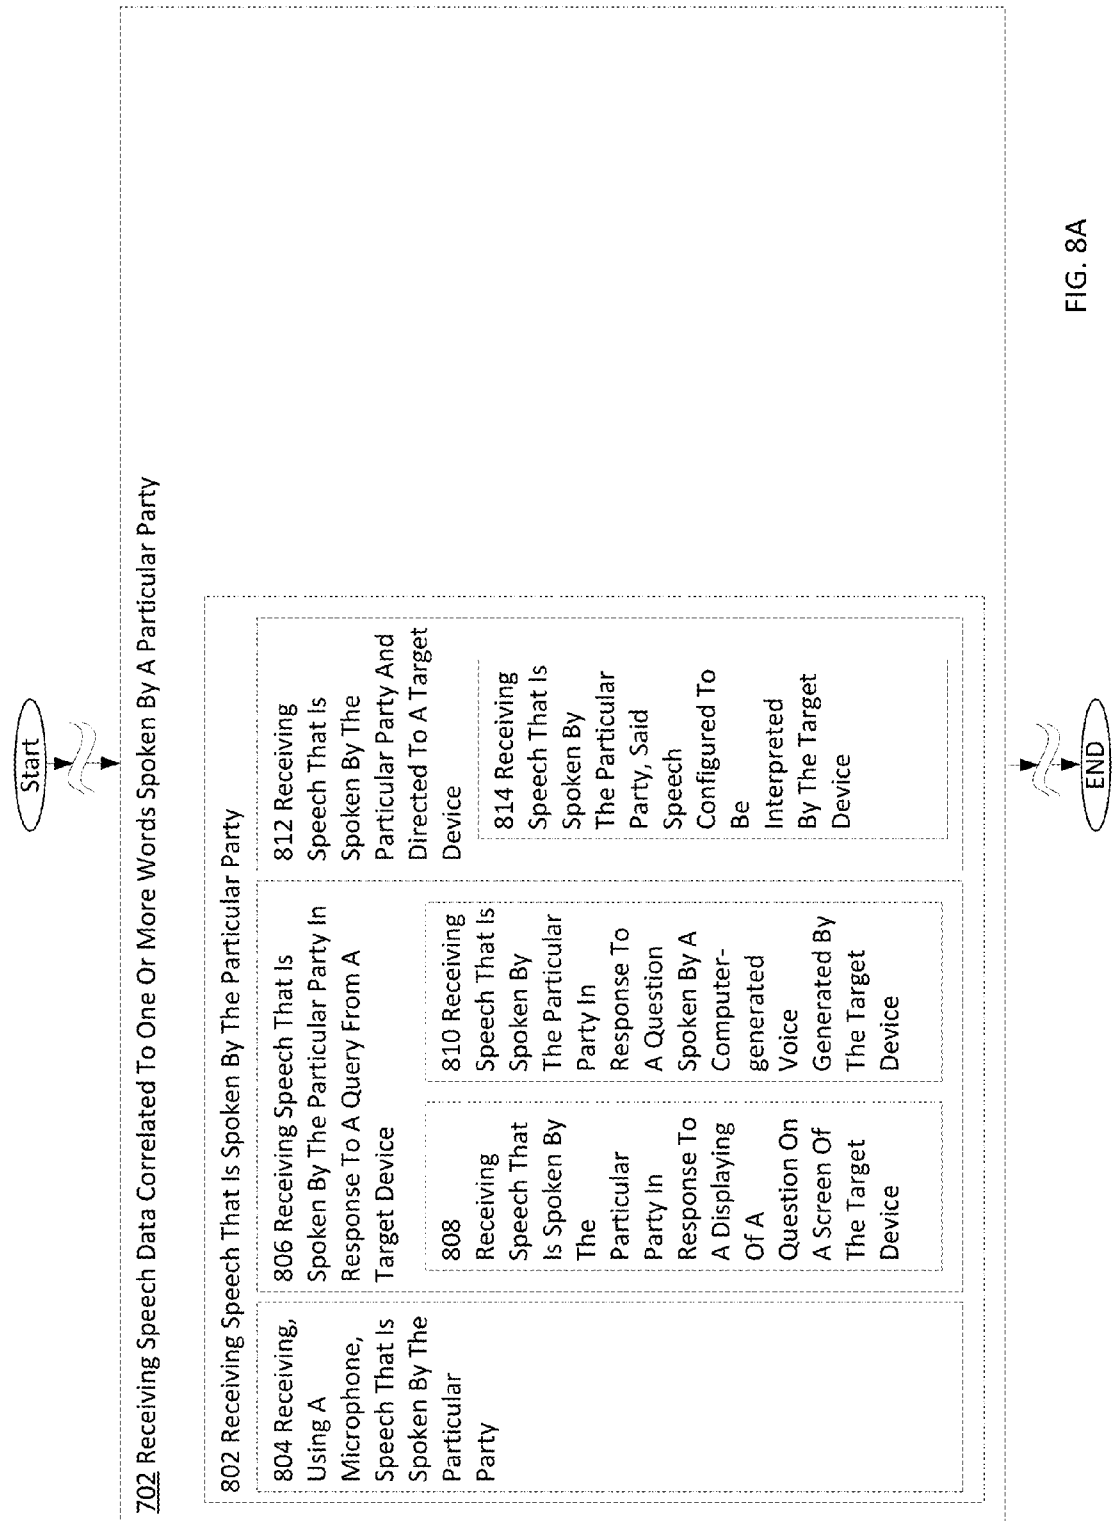 Start
702 Receiving Speech Data Correlated To One Or More Words Spoken By A Particular Party
802 Receiving Speech That Is Spoken By The Particular Party
804 Receiving,
Using A
Microphone,
Speech That Is
Spoken By The
Particular
Party
806 Receiving Speech That Is
Spoken By The Particular Party In
Response To A Query From A
Target Device
808
Receiving
Speech That
Is Spoken By
The
Particular
Party In
Response To
A Displaying
Of A
Question On
A Screen Of
The Target
Device
810 Receiving
Speech That Is
Spoken By
The Particular
Party In
Response To
A Question
Spoken By A
Computer-
generated
Voice
Generated By
The Target
Device
812 Receiving
Speech That Is
Spoken By The
Particular Party And
Directed To A Target
Device
814 Receiving
Speech That Is
Spoken By
The Particular
Party, Said
Speech
Configured To
Be
Interpreted
By The Target
Device
END
FIG. 8A